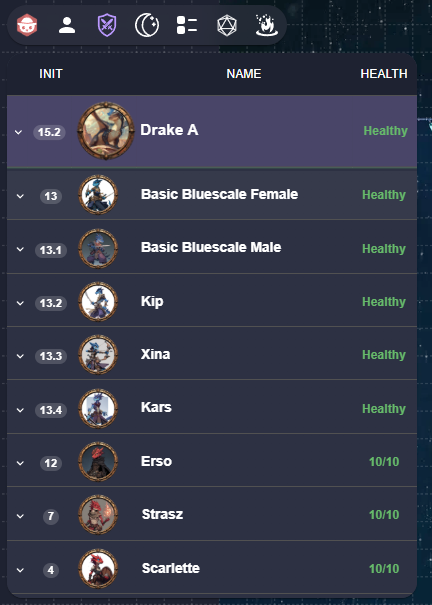 INIT NAME HEALTH
15.2 Drake A Healthy
13 Basic Bluescale Female Healthy
13.1 Basic Bluescale Male Healthy
13.2 Kip Healthy
13.3 Xina Healthy
13.4 Kars Healthy
12 Erso 10/10
7 Strasz 10/10
4 Scarlette 10/10